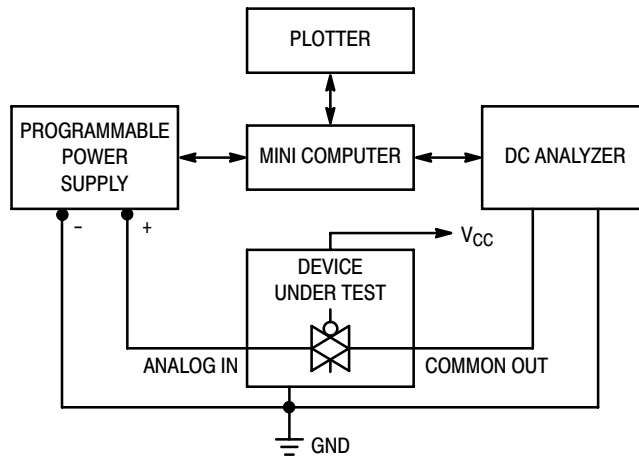 PLOTTER
PROGRAMMABLE
POWER
SUPPLY
MINI COMPUTER
DC ANALYZER
– +
VCC
DEVICE
UNDER TEST
ANALOG IN
COMMON OUT
GND